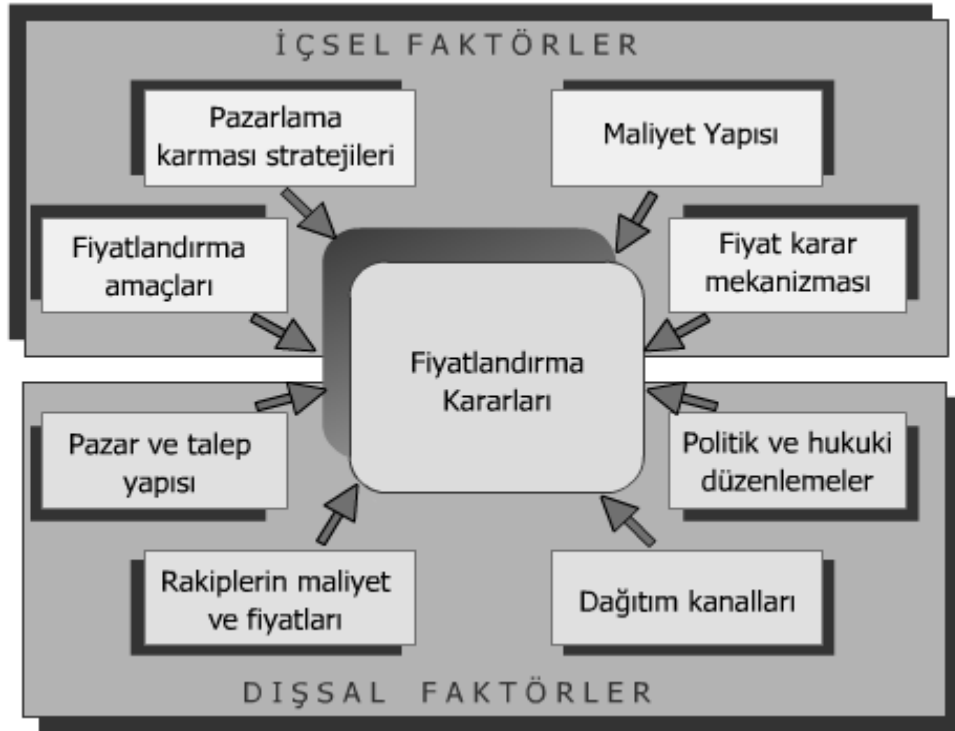 İÇSEL FAKTÖRLER
Pazarlama
karması stratejileri
Maliyet Yapısı
Fiyatlandırma
amaçları
Fiyat karar
mekanizması
Fiyatlandırma
Kararları
Pazar ve talep
yapısı
Politik ve hukuki
düzenlemeler
Rakiplerin maliyet
ve fiyatları
Dağıtım kanalları
DIŞSAL FAKTÖRLER